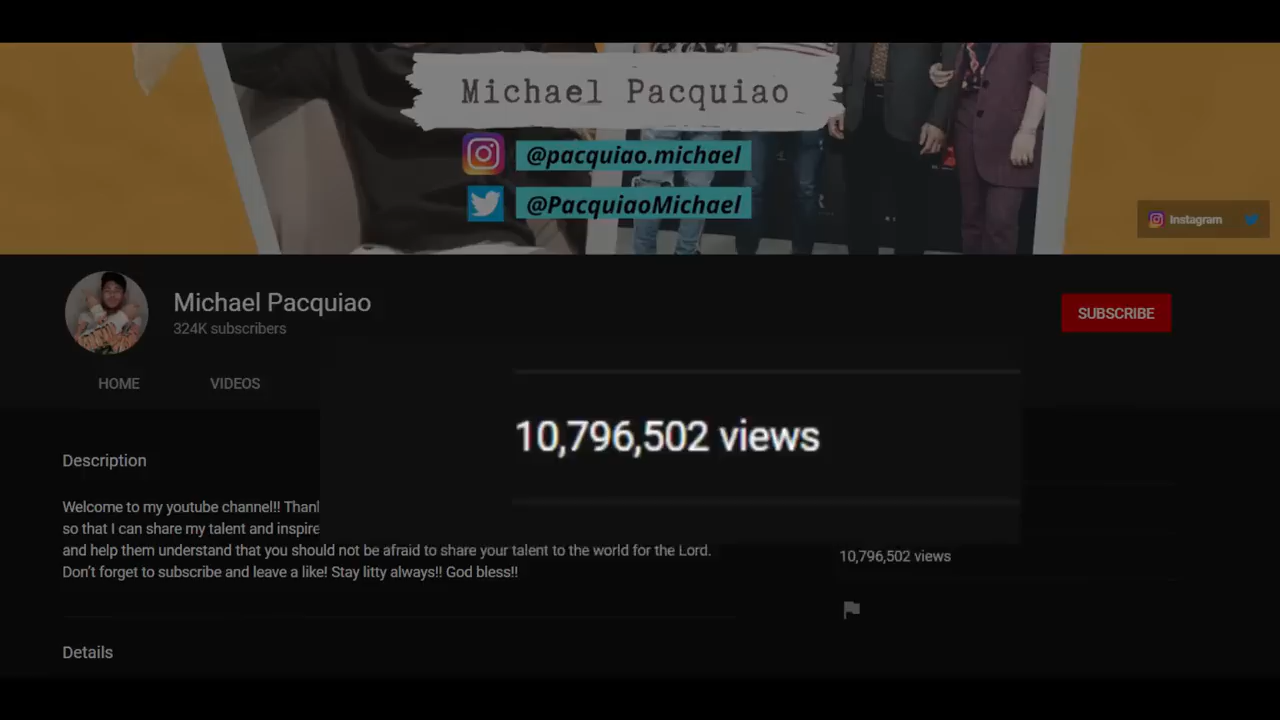 Michael Pacquiao
@pacquiao.michael
@PacquiaoMichael
Instagram
Michael Pacquiao
324K subscribers
SUBSCRIBE
HOME
VIDEOS
10,796,502 views
Description
Welcome to my youtube channel!!
so that I can share my talent and inspire
and help them understand that you should not be afraid to share your talent to the world for the Lord.
Don't forget to subscribe and leave a like! Stay litty always!! God bless!!
10,796,502 views
Details